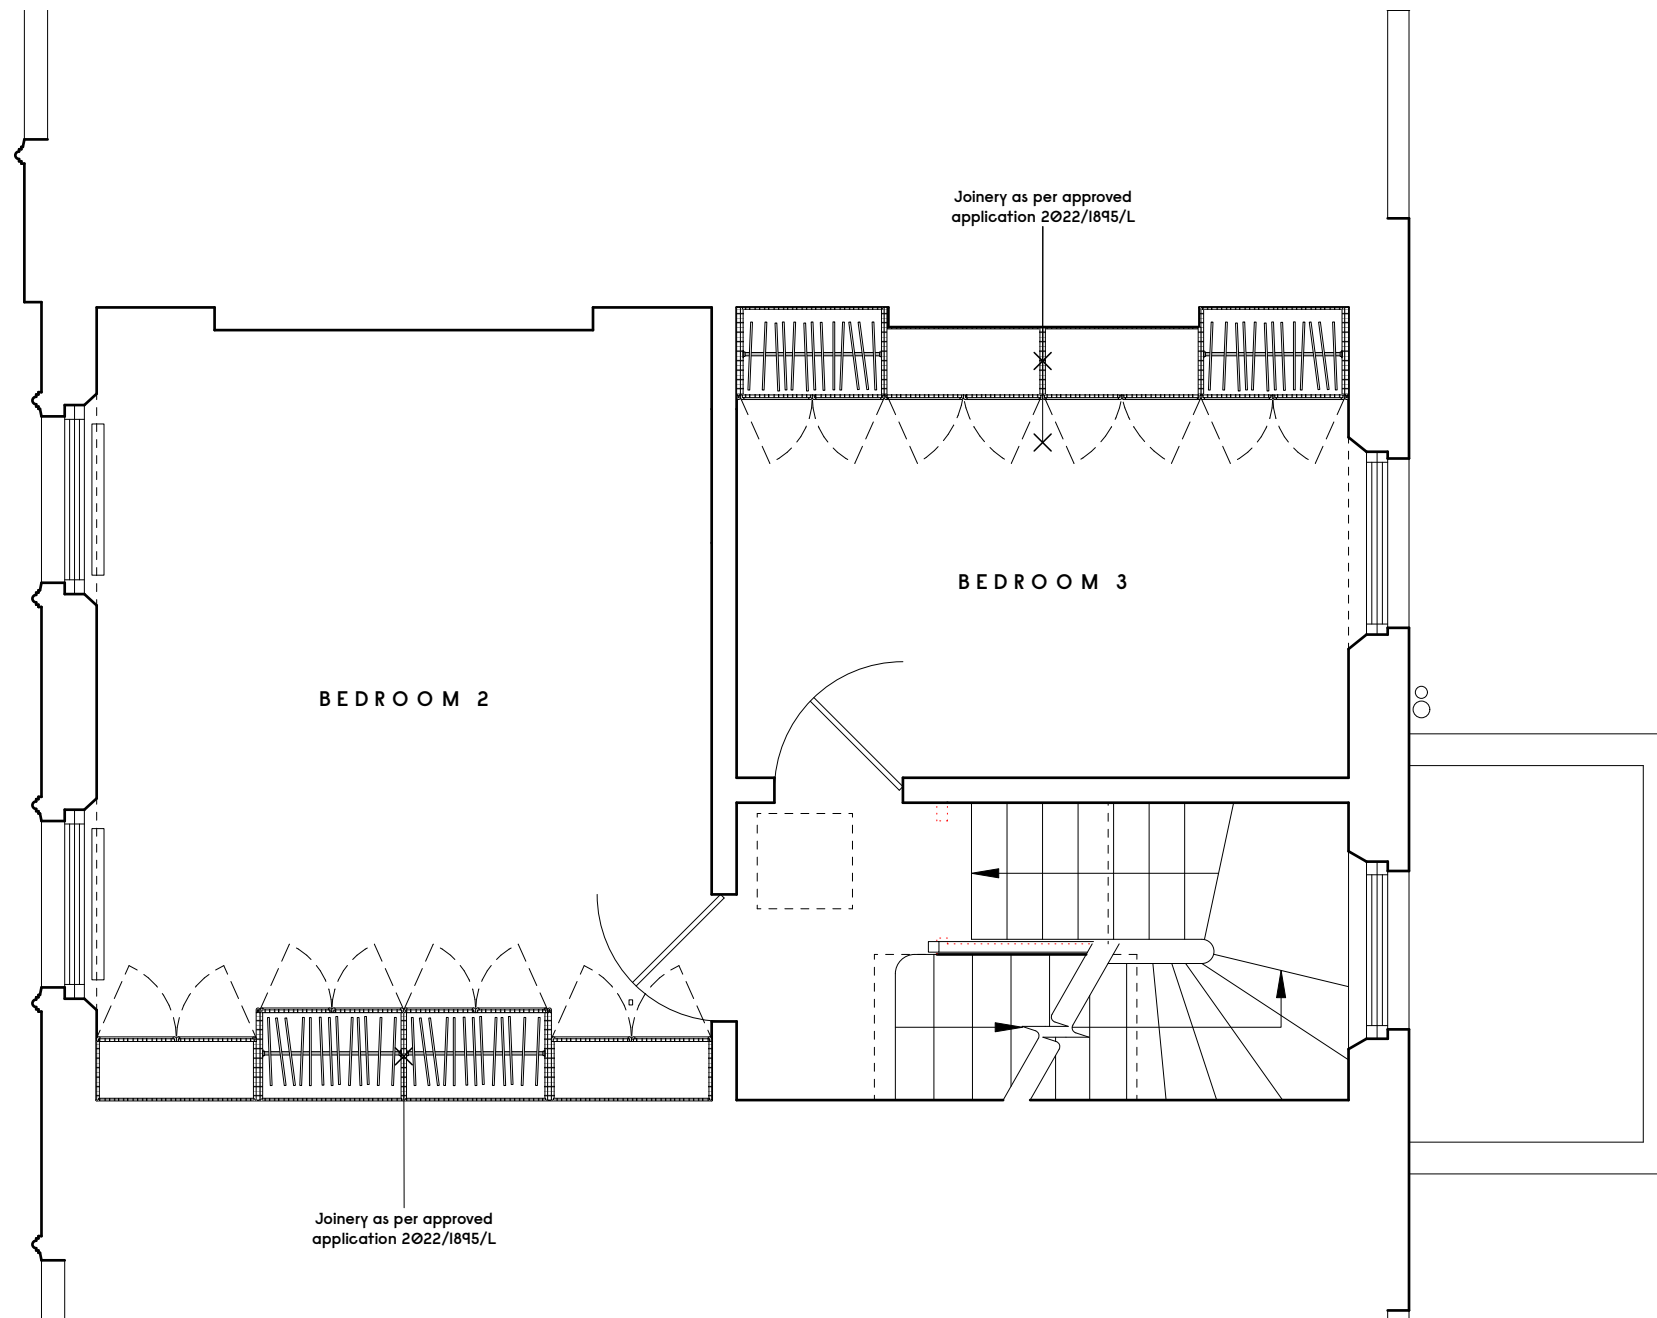 Joinery as per approved
application 2022/1895/L
BEDROOM 3
BEDROOM 2
Joinery as per approved
application 2022/1895/L